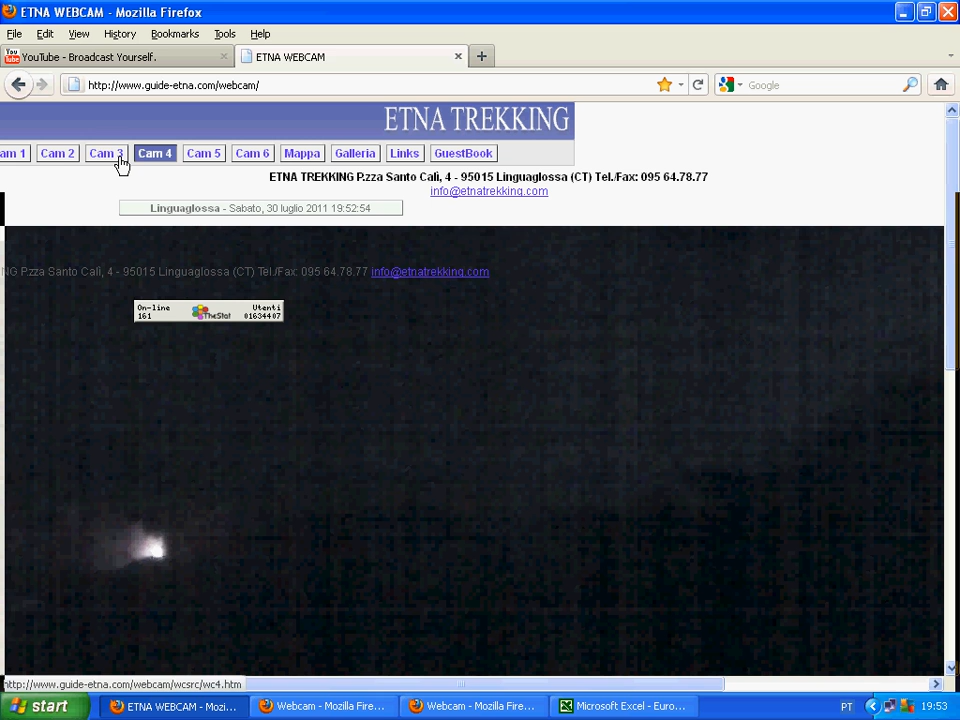 ETNA WEBCAM - Mozilla Firefox
File Edit View History Bookmarks Tools Help
You Tube YouTube - Broadcast Yourself. ETNA WEBCAM
http://www.guide-etna.com/webcam/ Google
ETNA TREKKING
am 1 Cam 2 Cam 3 Cam 4 Cam 5 Cam 6 Mappa Galleria Links GuestBook
ETNA TREKKING P.zza Santo Calì, 4 - 95015 Linguaglossa (CT) Tel./Fax: 095 64.78.77
info@etnatrekking.com
Linguaglossa - Sabato, 30 luglio 2011 19:52:54
NG P.zza Santo Calì, 4 - 95015 Linguaglossa (CT) Tel./Fax: 095 64.78.77 info@etnatrekking.com
On-line TheStat Utenti
161 01634407
http://www.guide-etna.com/webcam/wcsrc/wc4.htm
start ETNA WEBCAM - Mozi... Webcam - Mozilla Fire... Webcam - Mozilla Fire... Microsoft Excel - Euro... PT 19:53